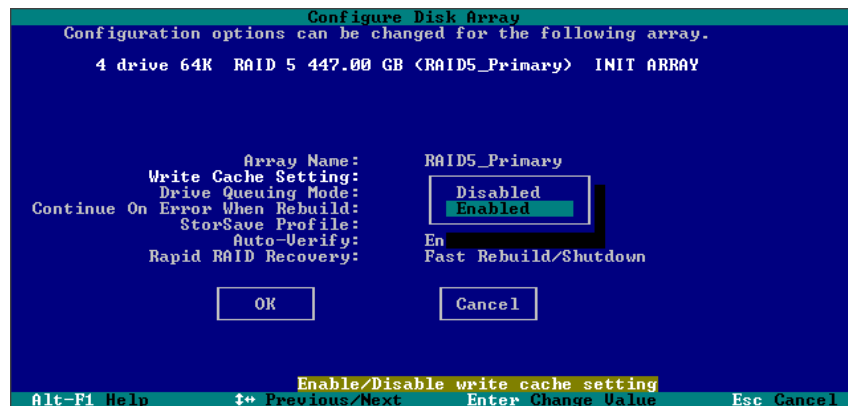 Configure Disk Array
Configuration options can be changed for the following array.
4 drive 64K RAID 5 447.00 GB (RAID5_Primary) INIT ARRAY
Array Name: RAID5_Primary
Write Cache Setting:
Disabled
Drive Queuing Mode:
Enabled
Continue On Error When Rebuild:
StorSave Profile:
Auto-Verify: En
Rapid RAID Recovery: Fast Rebuild/Shutdown
OK Cancel
Enable/Disable write cache setting
Alt-F1 Help ↕↔ Previous/Next Enter Change Value Esc Cancel